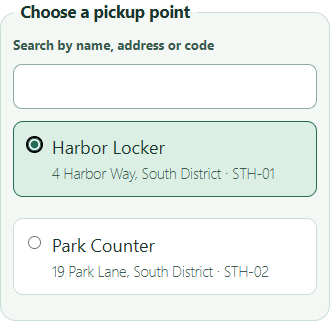 Choose a pickup point
Search by name, address or code
Harbor Locker
4 Harbor Way, South District · STH-01
Park Counter
19 Park Lane, South District · STH-02